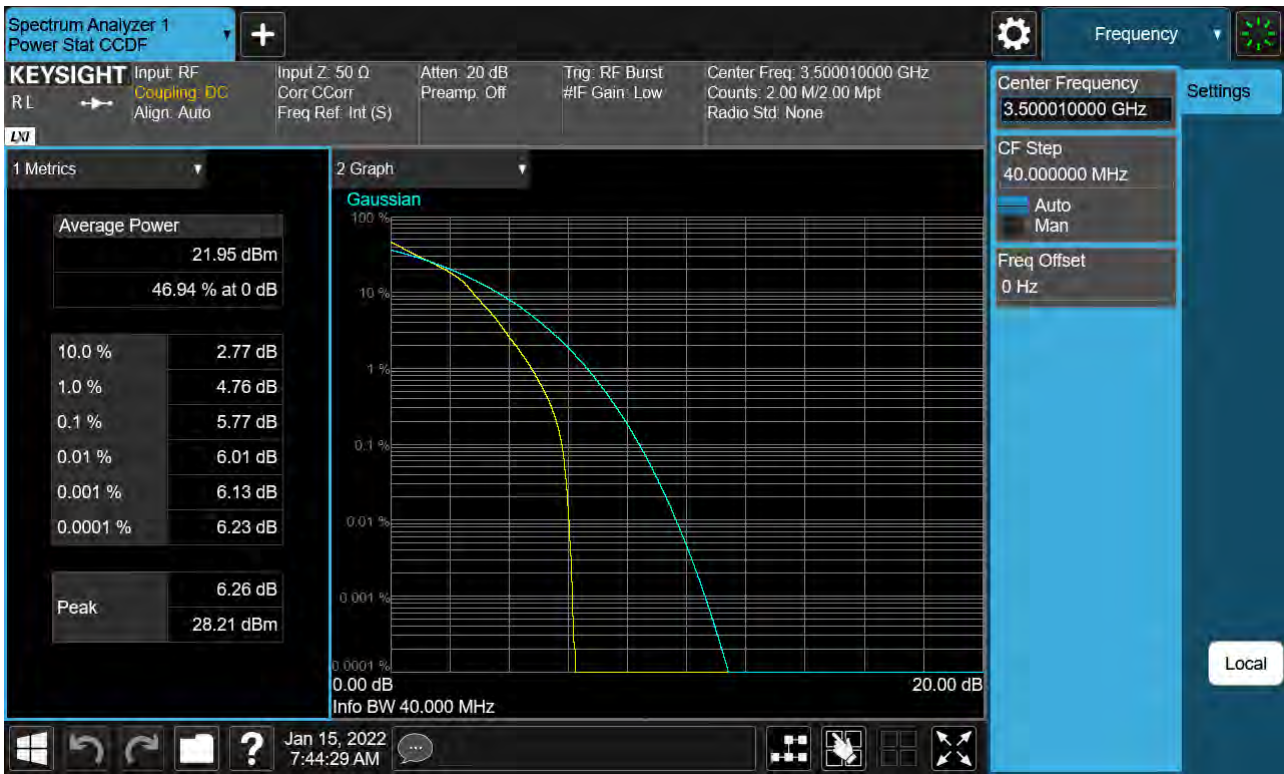 Spectrum Analyzer 1
Power Stat CCDF
+
Frequency
KEYSIGHT
RL
LXI
Input: RF
Coupling: DC
Align: Auto
Input Z: 50 Ω
Corr CCorr
Freq Ref: Int (S)
Atten: 20 dB
Preamp: Off
Trig: RF Burst
#IF Gain: Low
Center Freq: 3.500010000 GHz
Counts: 2.00 M/2.00 Mpt
Radio Std: None
Center Frequency
3.500010000 GHz
Settings
CF Step
40.000000 MHz
Auto
Man
Freq Offset
0 Hz
Local
1 Metrics
Average Power
21.95 dBm
46.94 % at 0 dB
10.0 % 2.77 dB
1.0 % 4.76 dB
0.1 % 5.77 dB
0.01 % 6.01 dB
0.001 % 6.13 dB
0.0001 % 6.23 dB
Peak
6.26 dB
28.21 dBm
2 Graph
Gaussian
100 %
10 %
1 %
0.1 %
0.01 %
0.001 %
0.0001 %
0.00 dB 20.00 dB
Info BW 40.000 MHz
?
Jan 15, 2022
7:44:29 AM